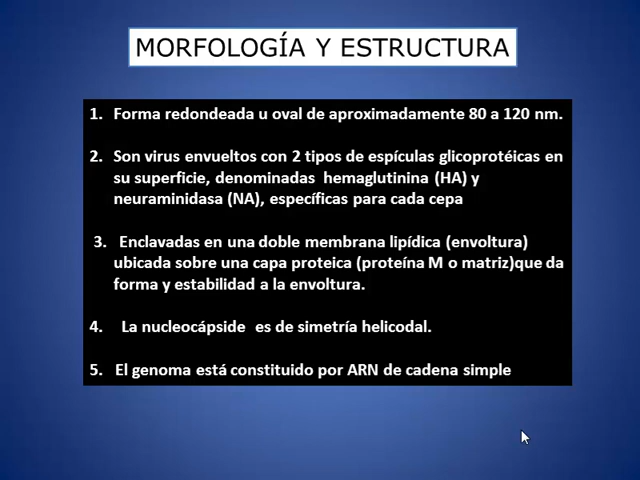 MORFOLOGÍA Y ESTRUCTURA
1. Forma redondeada u oval de aproximadamente 80 a 120 nm.
2. Son virus envueltos con 2 tipos de espículas glicoprotéicas en
su superficie, denominadas hemaglutinina (HA) y
neuraminidasa (NA), específicas para cada cepa
3. Enclavadas en una doble membrana lipídica (envoltura)
ubicada sobre una capa proteica (proteína M o matriz)que da
forma y estabilidad a la envoltura.
4. La nucleocápside es de simetría helicodal.
5. El genoma está constituido por ARN de cadena simple